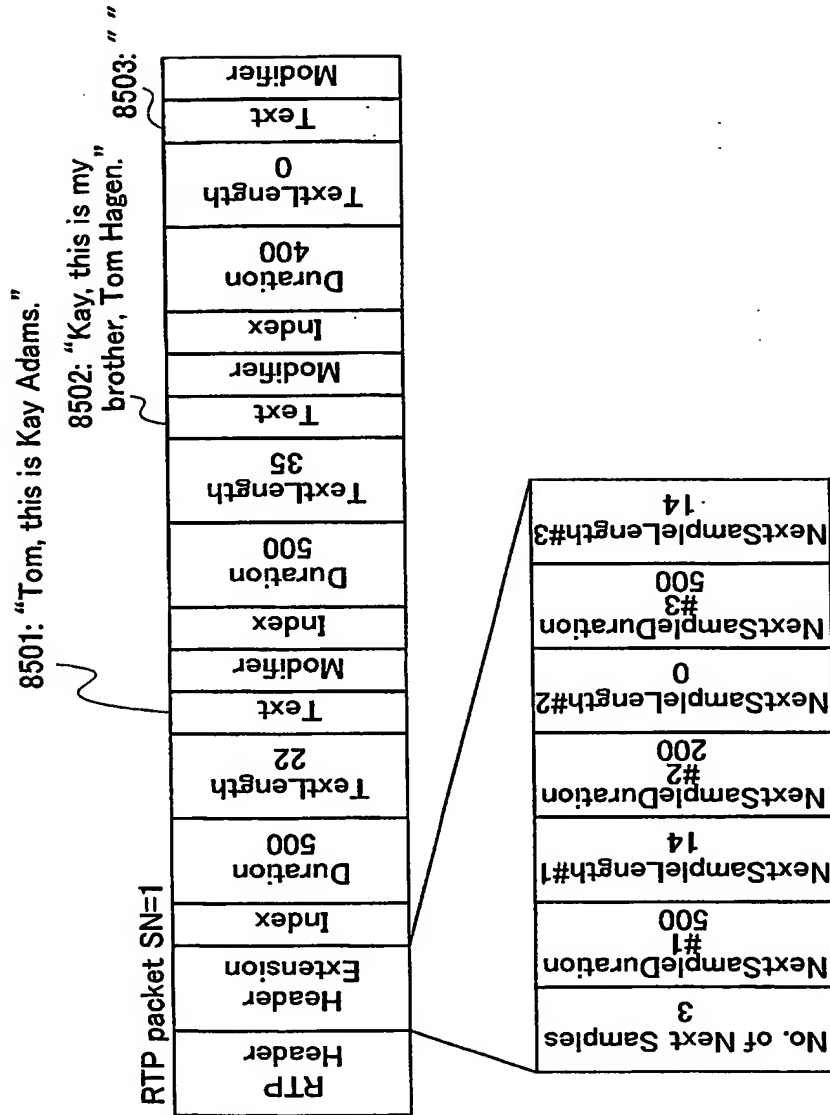 8501: “Tom, this is Kay Adams.”
8502: “Kay, this is my
brother, Tom Hagen.”
8503: “ ”
RTP packet SN=1
RTP
Header
Header
Extension
Index
Duration
500
TextLength
22
Text
Modifier
Index
Duration
500
TextLength
35
Text
Modifier
Index
Duration
400
TextLength
0
Text
Modifier
No. of Next Samples
3
NextSampleDuration
#1
500
NextSampleLength#1
14
NextSampleDuration
#2
200
NextSampleLength#2
0
NextSampleDuration
#3
500
NextSampleLength#3
14